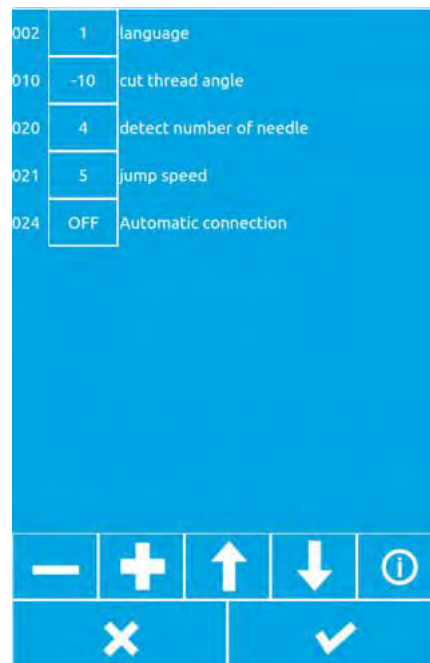 002 1 language
010 -10 cut thread angle
020 4 detect number of needle
021 5 jump speed
024 OFF Automatic connection